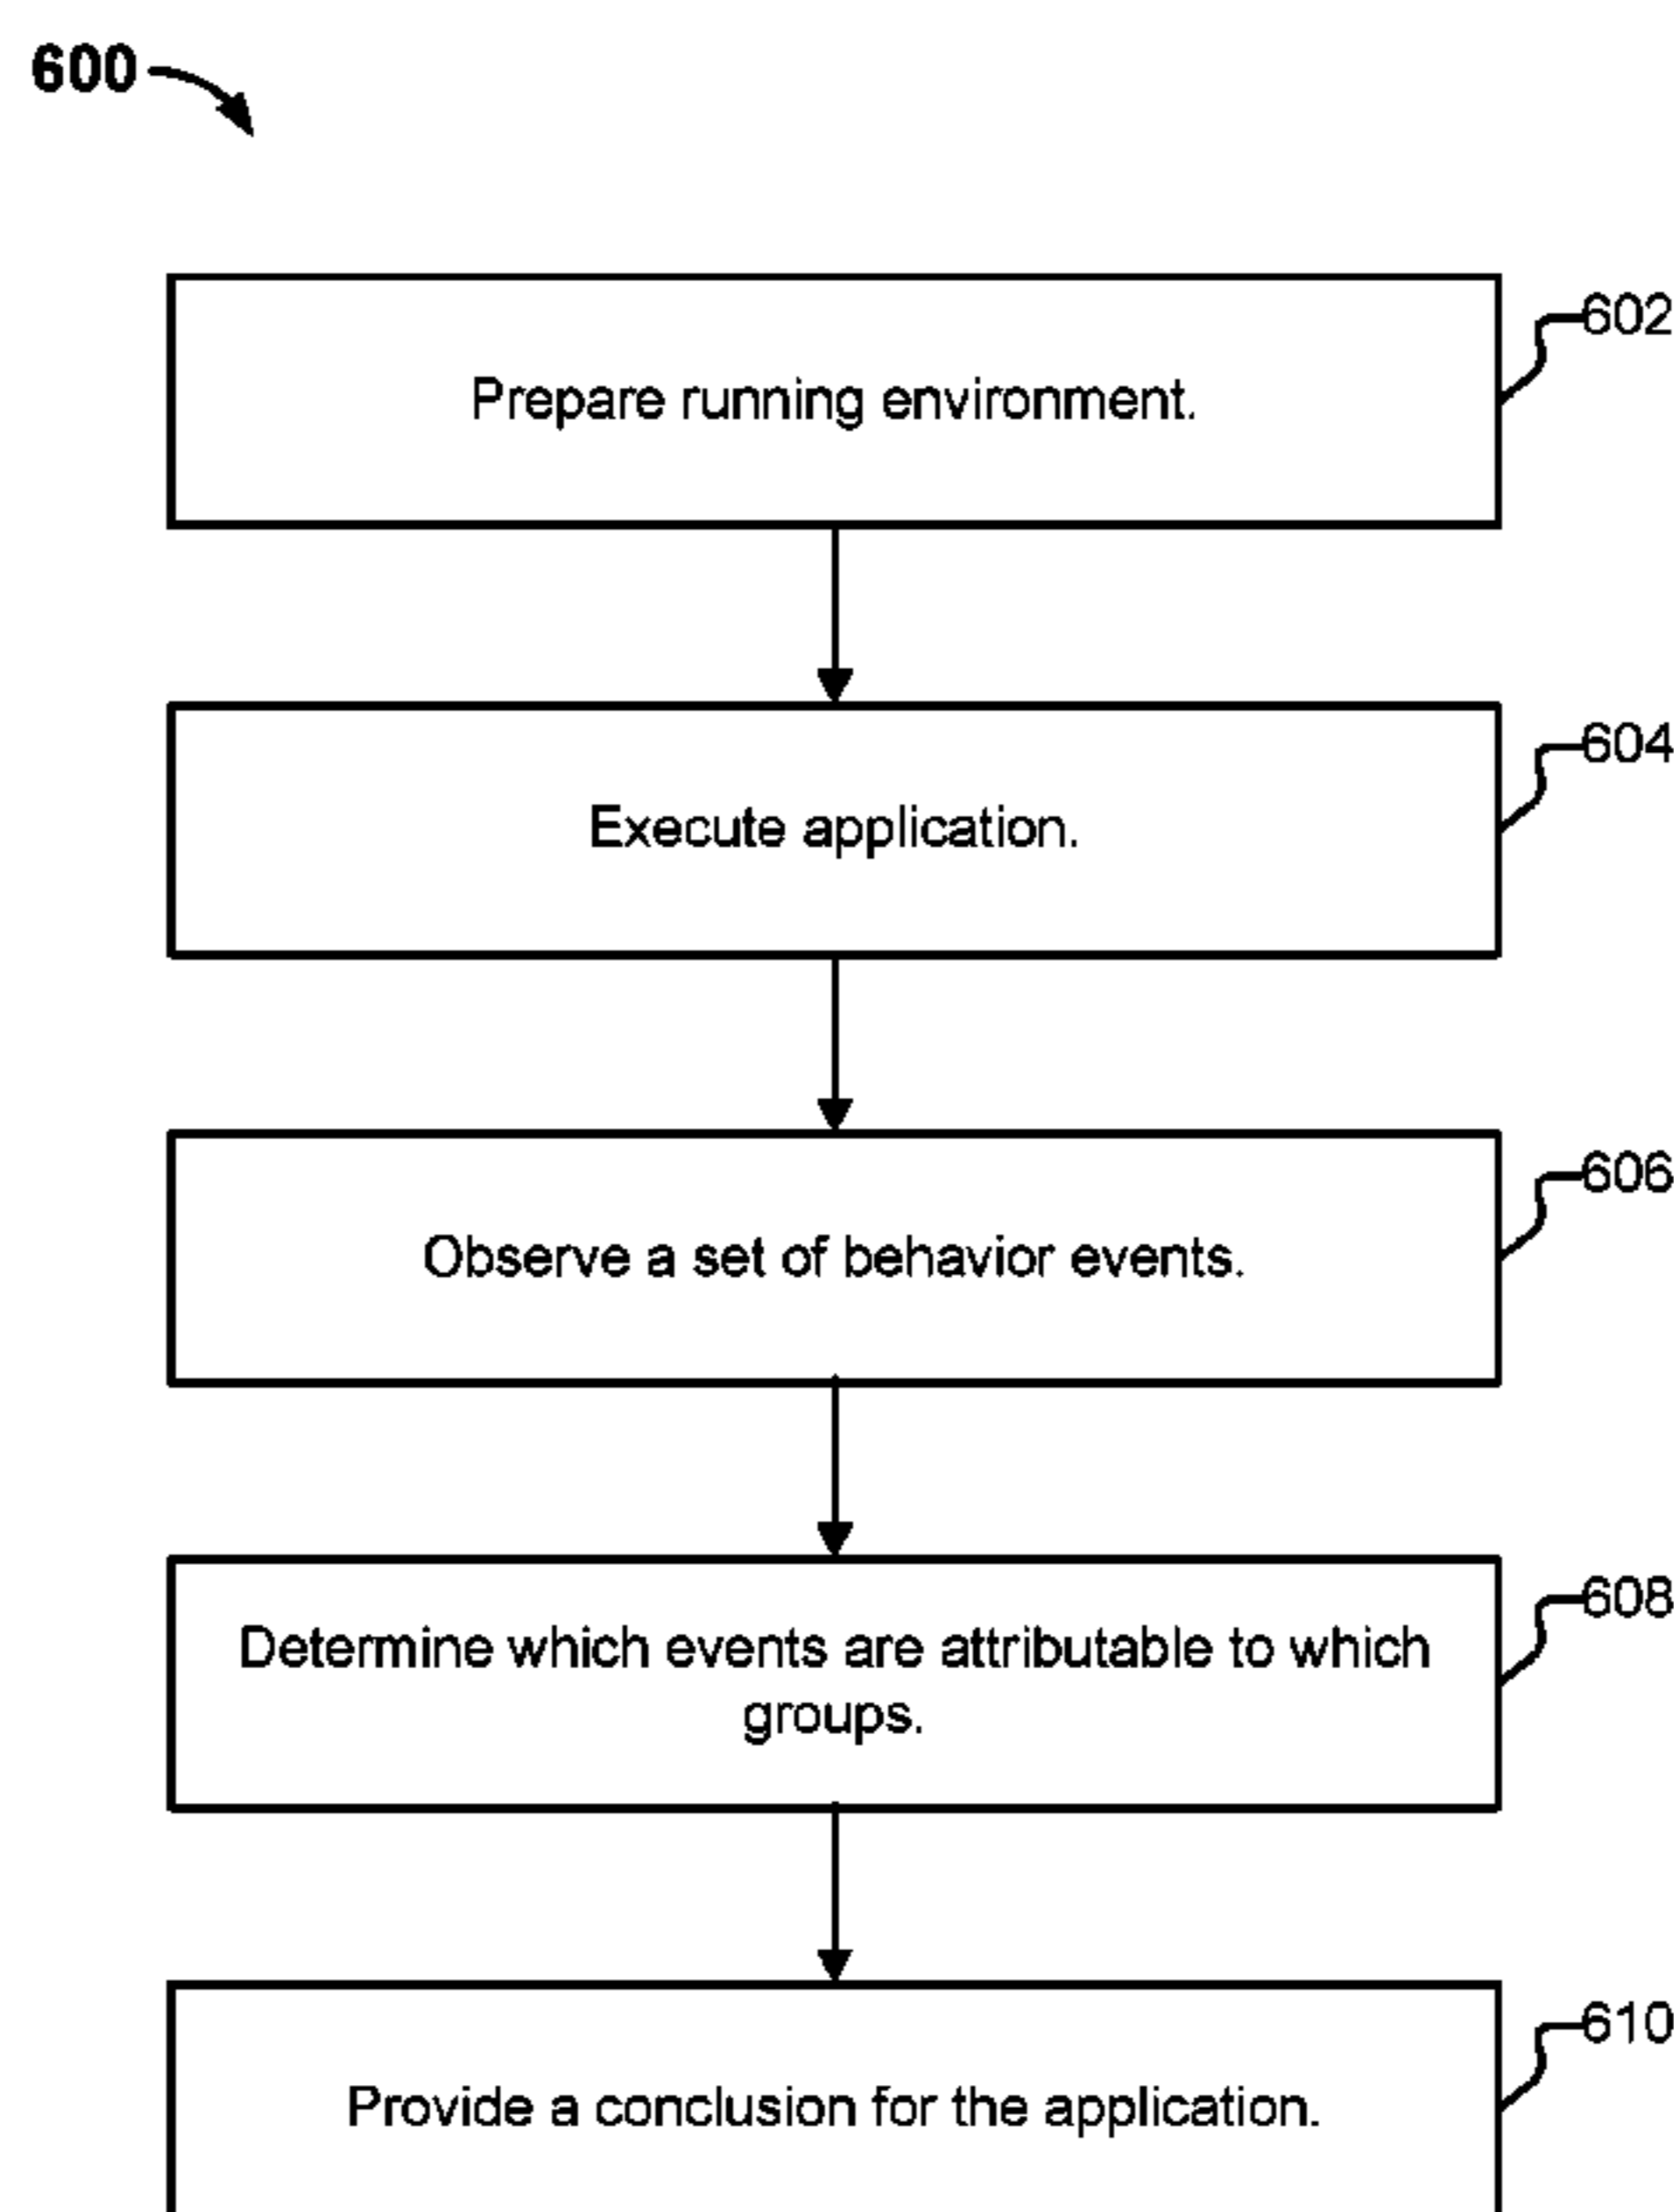 600
Prepare running environment.
602
Execute application.
604
Observe a set of behavior events.
606
Determine which events are attributable to which
groups.
608
Provide a conclusion for the application.
610